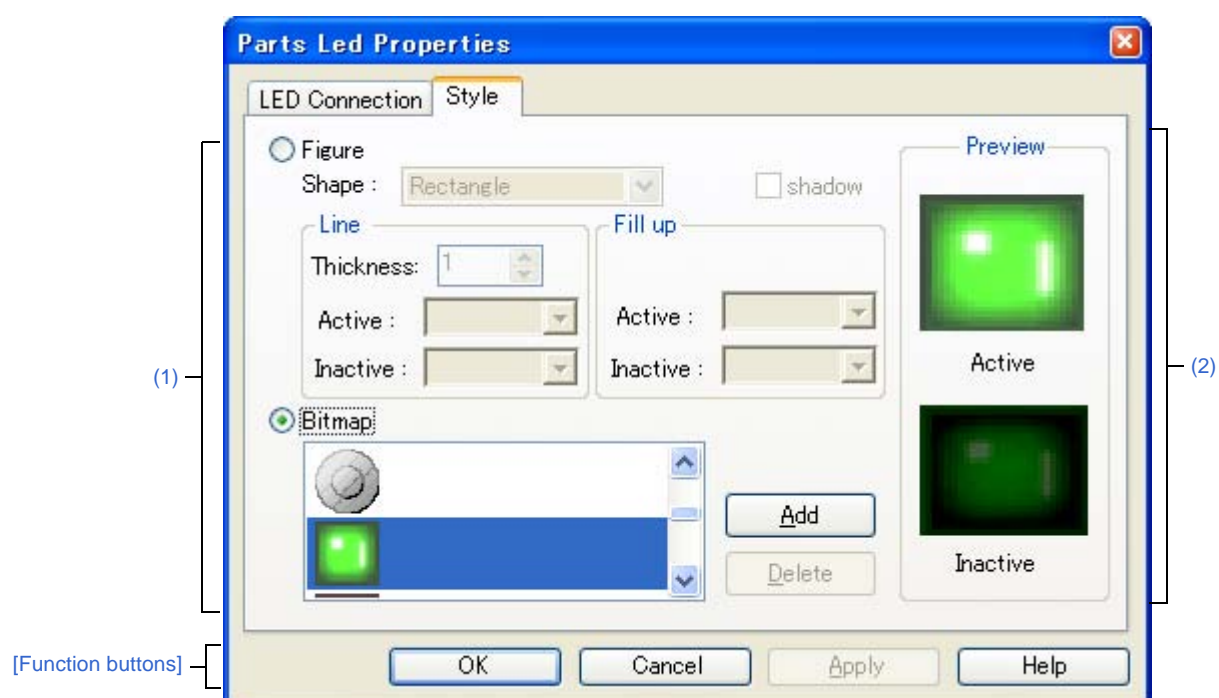 Parts Led Properties
LED Connection
Style
Figure
Shape :
Rectangle
shadow
Line
Thickness:
1
Active :
Inactive :
Fill up
Active :
Inactive :
Bitmap
Add
Delete
Preview
Active
Inactive
(1)
(2)
[Function buttons]
OK
Cancel
Apply
Help